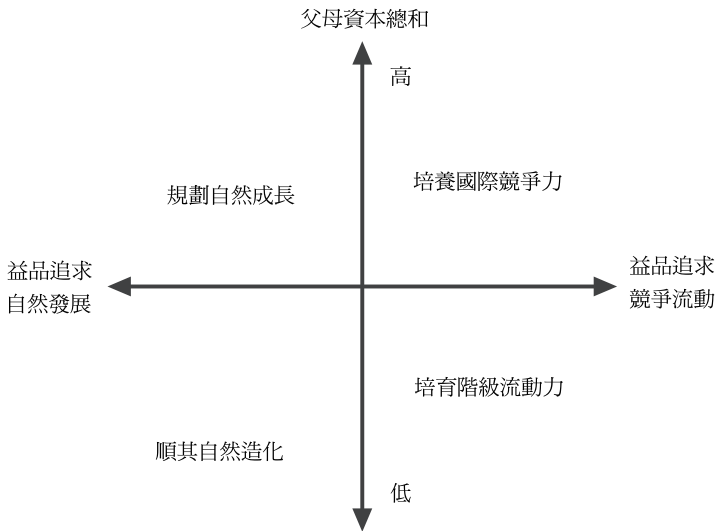 父母資本總和
高
培養國際競爭力
規劃自然成長
益品追求
自然發展
益品追求
競爭流動
培育階級流動力
順其自然造化
低